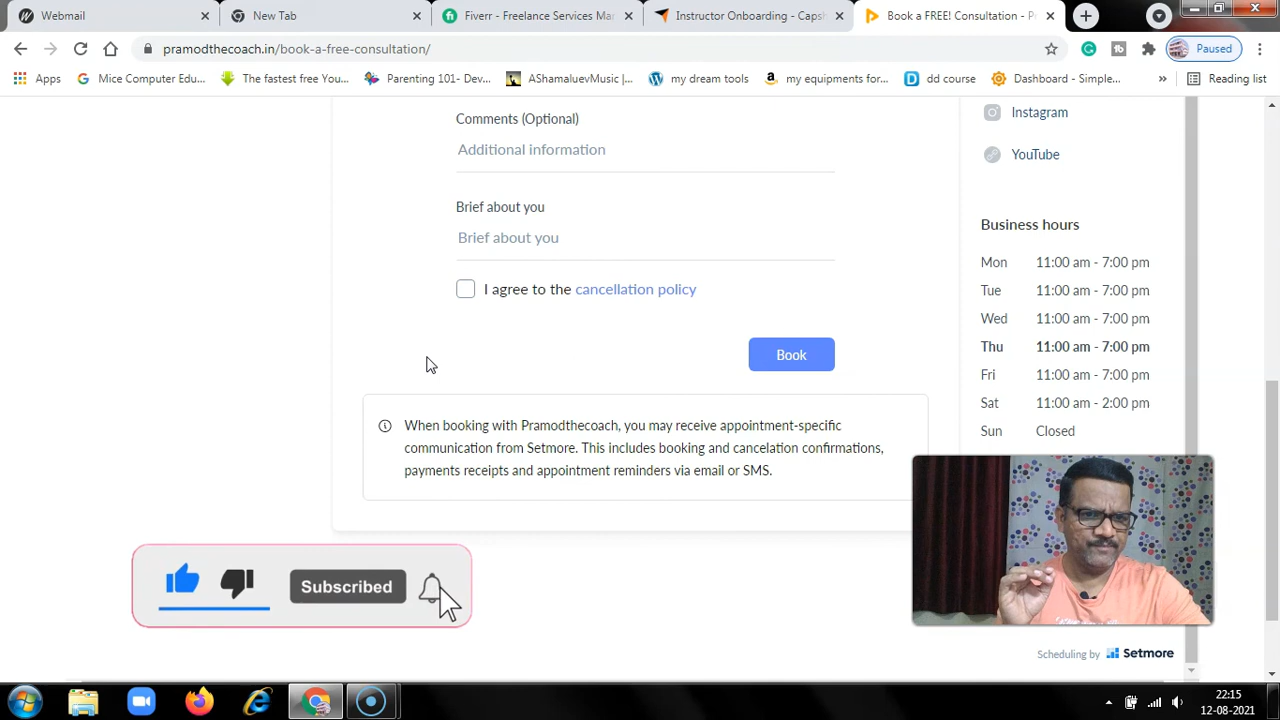 Webmail
New Tab
Fiverr - Freelance Services Mar
Instructor Onboarding - Capsh
Book a FREE! Consultation - P
pramodthecoach.in/book-a-free-consultation/
Paused
Apps
Mice Computer Edu...
The fastest free You...
Parenting 101- Dev...
AShamaluevMusic |...
my dream tools
my equipments for...
dd course
Dashboard - Simple...
Reading list
Comments (Optional)
Additional information
Brief about you
Brief about you
I agree to the cancellation policy
Book
When booking with Pramodthecoach, you may receive appointment-specific
communication from Setmore. This includes booking and cancelation confirmations,
payments receipts and appointment reminders via email or SMS.
Instagram
YouTube
Business hours
Mon 11:00 am - 7:00 pm
Tue 11:00 am - 7:00 pm
Wed 11:00 am - 7:00 pm
Thu 11:00 am - 7:00 pm
Fri 11:00 am - 7:00 pm
Sat 11:00 am - 2:00 pm
Sun Closed
Subscribed
Scheduling by Setmore
22:15
12-08-2021